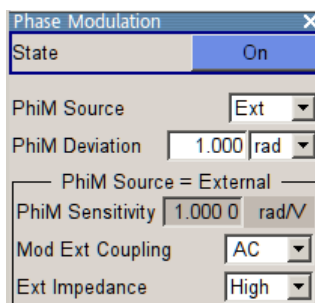 Phase Modulation X
State On
PhiM Source Ext
PhiM Deviation 1.000 rad
PhiM Source = External
PhiM Sensitivity 1.000 0 rad/V
Mod Ext Coupling AC
Ext Impedance High